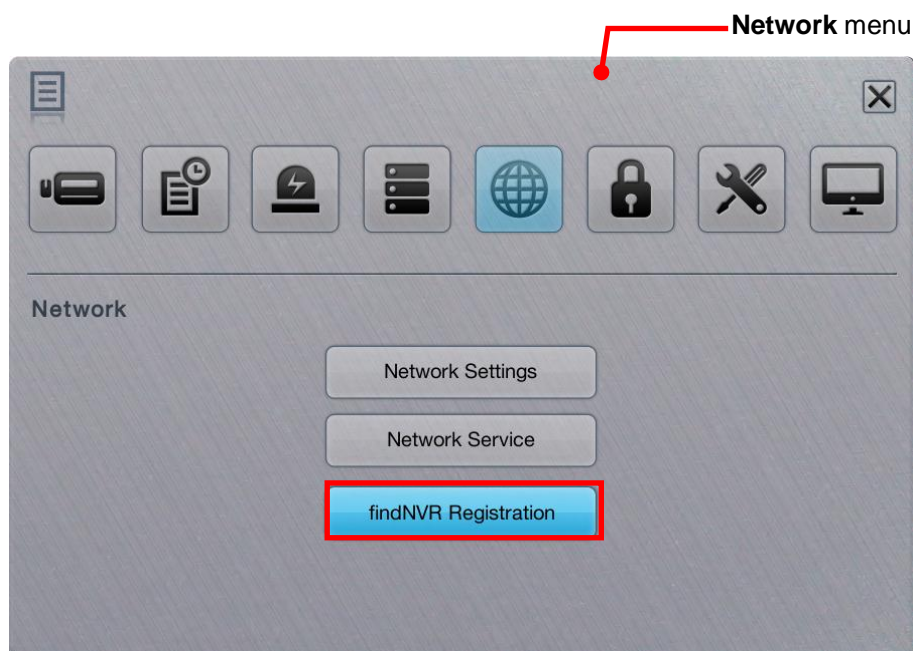 Network menu
Network
Network Settings
Network Service
findNVR Registration